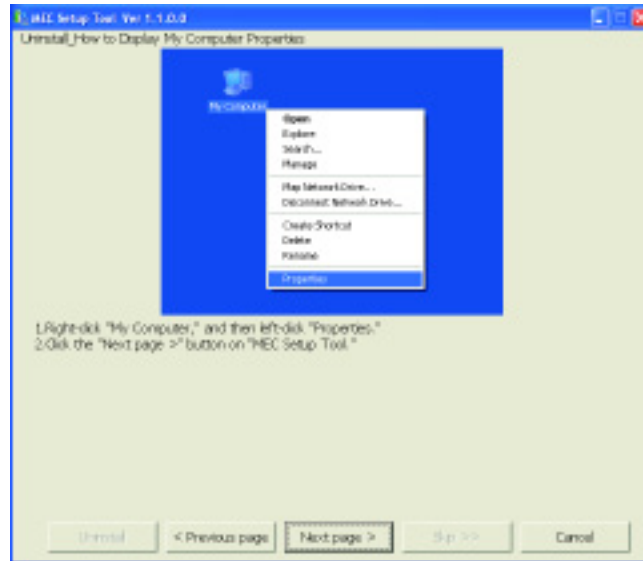 MEC Setup Tool Ver 1.1.0.0
Uninstall_How to Display My Computer Properties
My Computer
Open
Explore
Search...
Manage
Map Network Drive...
Disconnect Network Drive...
Create Shortcut
Delete
Rename
Properties
1.Right-click "My Computer," and then left-click "Properties."
2.Click the "Next page >" button on "MEC Setup Tool."
Uninstall
< Previous page
Next page >
Skip >>
Cancel